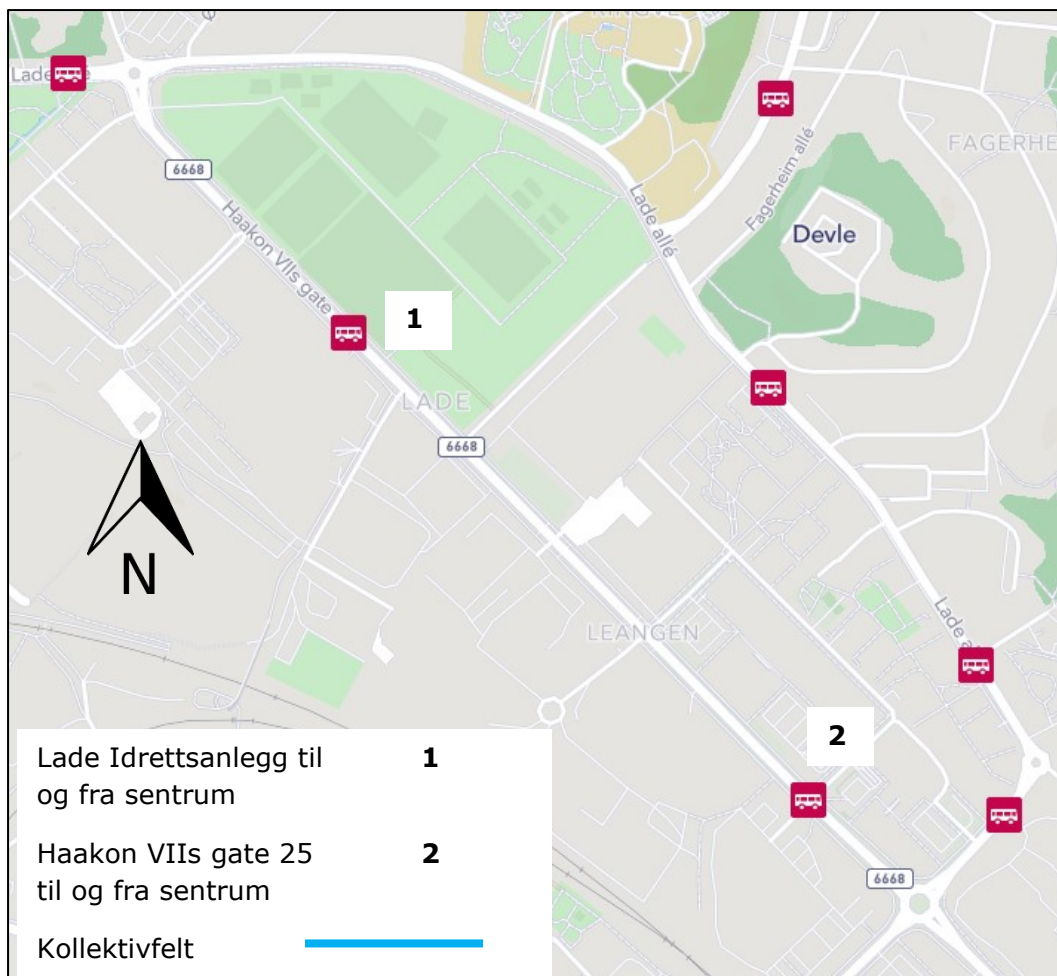 RINGVE
Lade
FAGERHE
6668
Haakon VIIs gate
Lade allé
Fagerheim allé
Devle
1
LADE
6668
N
LEANGEN
Lade a
2
6668
Lade Idrettsanlegg til 1
og fra sentrum
Haakon VIIs gate 25 2
til og fra sentrum
Kollektivfelt